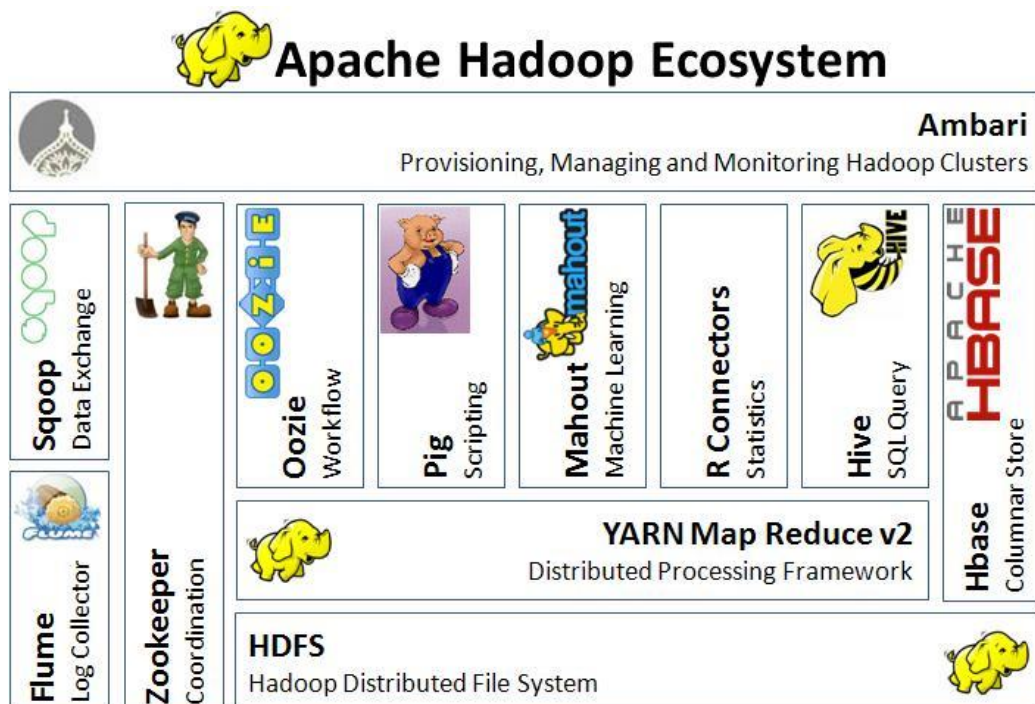 Apache Hadoop Ecosystem
Ambari
Provisioning, Managing and Monitoring Hadoop Clusters
sqoop
Sqoop
Data Exchange
FLUME
Flume
Log Collector
Zookeeper
Coordination
OOZiE
Oozie
Workflow
Pig
Scripting
mahout
Mahout
Machine Learning
R Connectors
Statistics
HIVE
Hive
SQL Query
APACHE
HBASE
Hbase
Columnar Store
YARN Map Reduce v2
Distributed Processing Framework
HDFS
Hadoop Distributed File System